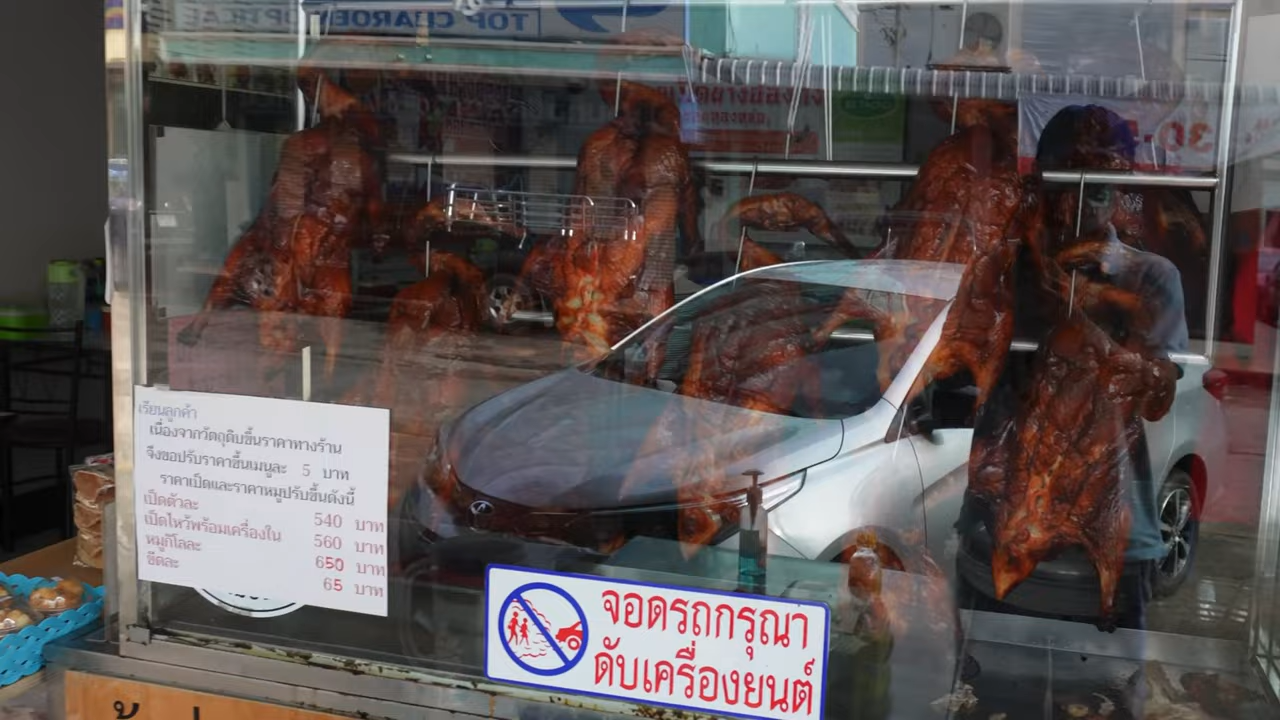 TOP CHAROEN OPTICAL
30.-
เรียนลูกค้า
เนื่องจากวัตถุดิบขึ้นราคาทางร้าน
จึงขอปรับราคาขึ้นเมนูละ 5 บาท
ราคาเป็ดและราคาหมูปรับขึ้นดังนี้
เป็ดตัวละ 540 บาท
เป็ดไหว้พร้อมเครื่องใน 560 บาท
หมูกิโลละ 650 บาท
ขีดละ 65 บาท
จอดรถกรุณา
ดับเครื่องยนต์